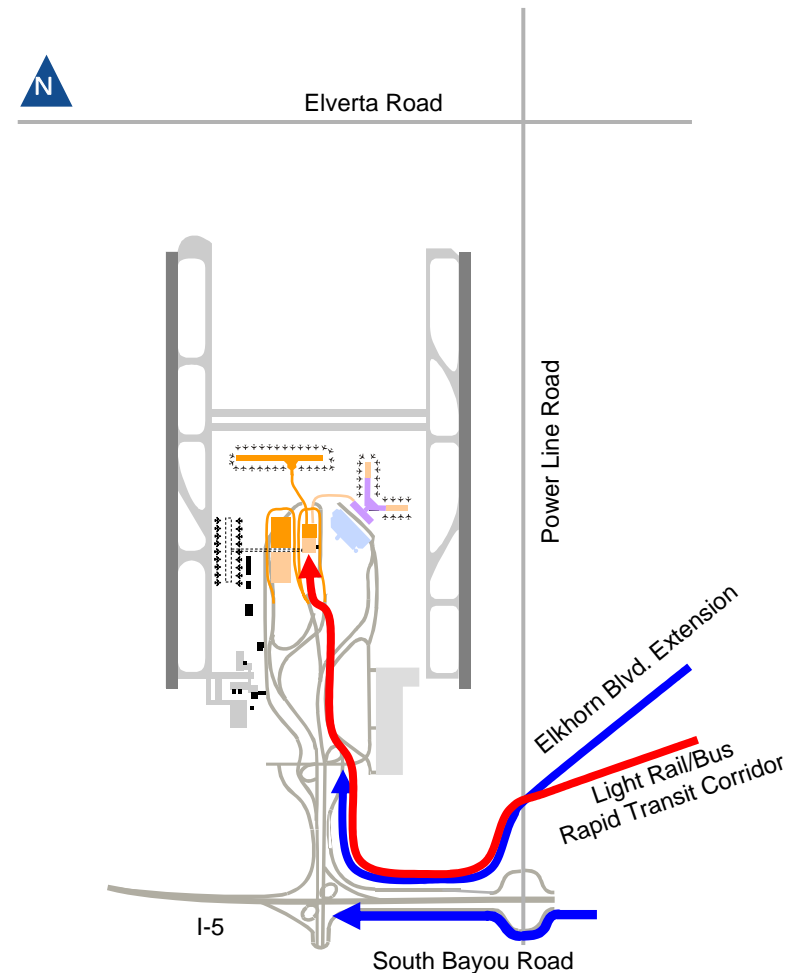 N
Elverta Road
Power Line Road
Elkhorn Blvd. Extension
Light Rail/Bus
Rapid Transit Corridor
I-5
South Bayou Road